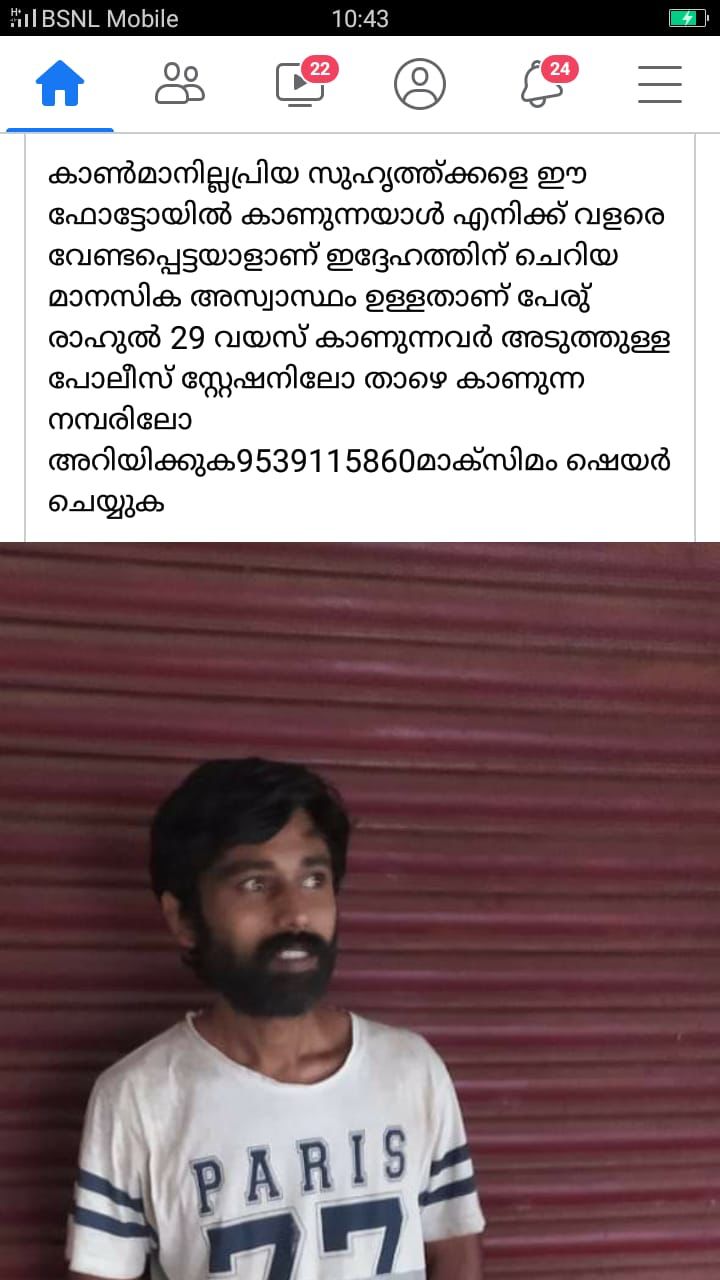 BSNL Mobile 10:43
22 24
കാൺമാനില്ലപ്രിയ സുഹൃത്ത്ക്കളെ ഈ
ഫോട്ടോയിൽ കാണുന്നയാൾ എനിക്ക് വളരെ
വേണ്ടപ്പെട്ടയാളാണ് ഇദ്ദേഹത്തിന് ചെറിയ
മാനസിക അസ്വാസ്ഥം ഉള്ളതാണ് പേരു്
രാഹുൽ 29 വയസ് കാണുന്നവർ അടുത്തുള്ള
പോലീസ് സ്റ്റേഷനിലോ താഴെ കാണുന്ന
നമ്പരിലോ
അറിയിക്കുക9539115860മാക്സിമം ഷെയർ
ചെയ്യുക
PARIS
77